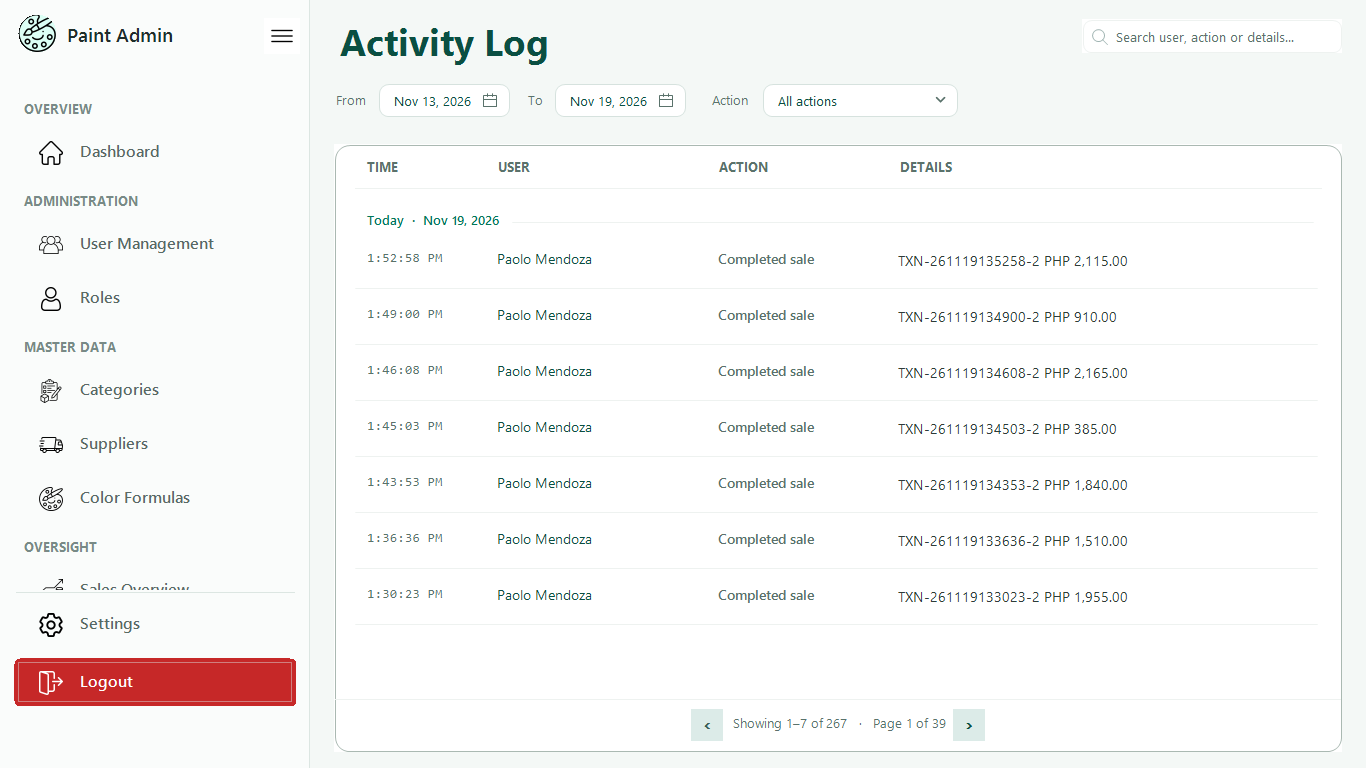 Paint Admin
OVERVIEW
Dashboard
ADMINISTRATION
User Management
Roles
MASTER DATA
Categories
Suppliers
Color Formulas
OVERSIGHT
Sales Overview
Settings
Logout
Activity Log
Search user, action or details...
From Nov 13, 2026 To Nov 19, 2026 Action All actions
TIME USER ACTION DETAILS
Today · Nov 19, 2026
1:52:58 PM Paolo Mendoza Completed sale TXN-261119135258-2 PHP 2,115.00
1:49:00 PM Paolo Mendoza Completed sale TXN-261119134900-2 PHP 910.00
1:46:08 PM Paolo Mendoza Completed sale TXN-261119134608-2 PHP 2,165.00
1:45:03 PM Paolo Mendoza Completed sale TXN-261119134503-2 PHP 385.00
1:43:53 PM Paolo Mendoza Completed sale TXN-261119134353-2 PHP 1,840.00
1:36:36 PM Paolo Mendoza Completed sale TXN-261119133636-2 PHP 1,510.00
1:30:23 PM Paolo Mendoza Completed sale TXN-261119133023-2 PHP 1,955.00
‹ Showing 1–7 of 267 · Page 1 of 39 ›